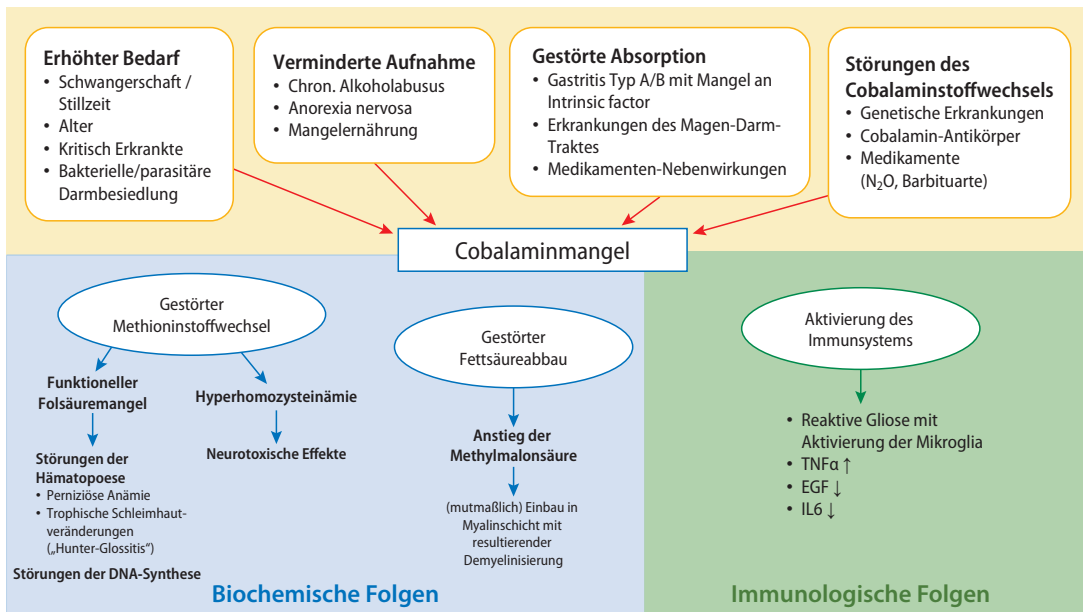 Erhöhter Bedarf
• Schwangerschaft /
Stillzeit
• Alter
• Kritisch Erkrankte
• Bakterielle/parasitäre
Darmbesiedlung
Verminderte Aufnahme
• Chron. Alkoholabusus
• Anorexia nervosa
• Mangelernährung
Gestörte Absorption
• Gastritis Typ A/B mit Mangel an
Intrinsic factor
• Erkrankungen des Magen-Darm-
Traktes
• Medikamenten-Nebenwirkungen
Störungen des
Cobalaminstoffwechsels
• Genetische Erkrankungen
• Cobalamin-Antikörper
• Medikamente
(N₂O, Barbituarte)
Cobalaminmangel
Gestörter
Methioninstoffwechsel
Funktioneller
Folsäuremangel
Störungen der
Hämatopoese
• Perniziöse Anämie
• Trophische Schleimhaut-
veränderungen
(„Hunter-Glossitis“)
Störungen der DNA-Synthese
Hyperhomozysteinämie
Neurotoxische Effekte
Gestörter
Fettsäureabbau
Anstieg der
Methylmalonsäure
(mutmaßlich) Einbau in
Myalinschicht mit
resultierender
Demyelinisierung
Biochemische Folgen
Aktivierung des
Immunsystems
• Reaktive Gliose mit
Aktivierung der Mikroglia
• TNFα ↑
• EGF ↓
• IL6 ↓
Immunologische Folgen